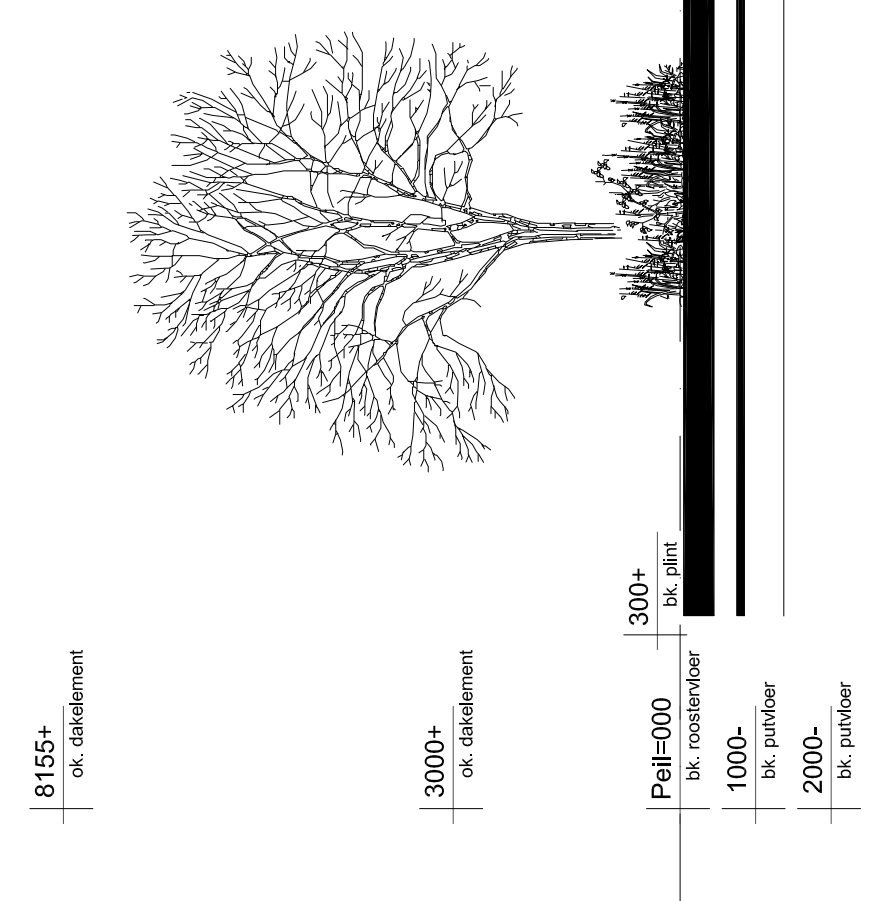 8155+
ok. dakelement
3000+
ok. dakelement
300+
bk. plint
Peil=000
bk. roostervloer
1000-
bk. putvloer
2000-
bk. putvloer